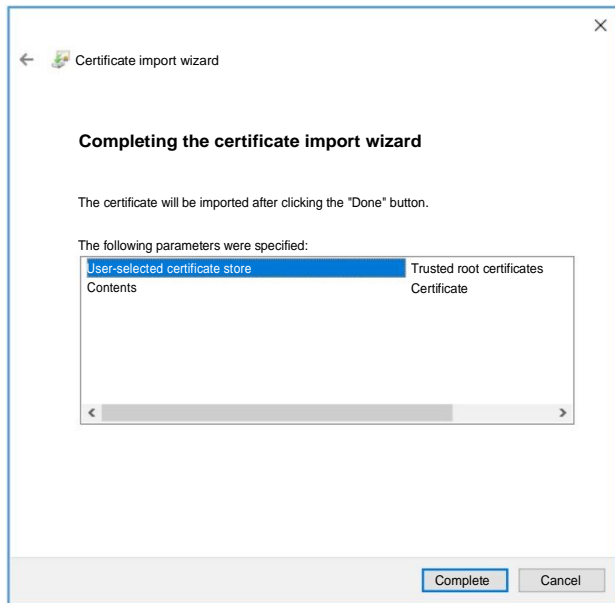 Certificate import wizard
Completing the certificate import wizard
The certificate will be imported after clicking the "Done" button.
The following parameters were specified:
User-selected certificate store Trusted root certificates
Contents Certificate
Complete Cancel